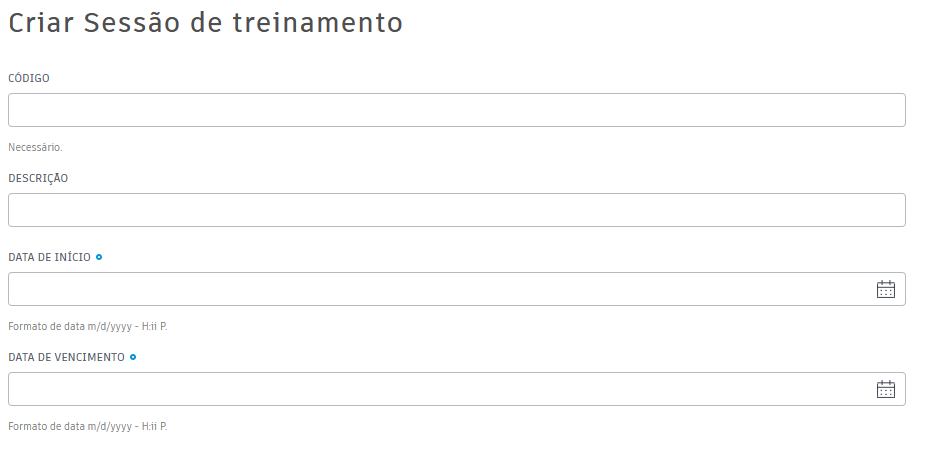 Criar Sessão de treinamento
CÓDIGO
Necessário.
DESCRIÇÃO
DATA DE INÍCIO
Formato de data m/d/yyyy - H:ii P.
DATA DE VENCIMENTO
Formato de data m/d/yyyy - H:ii P.